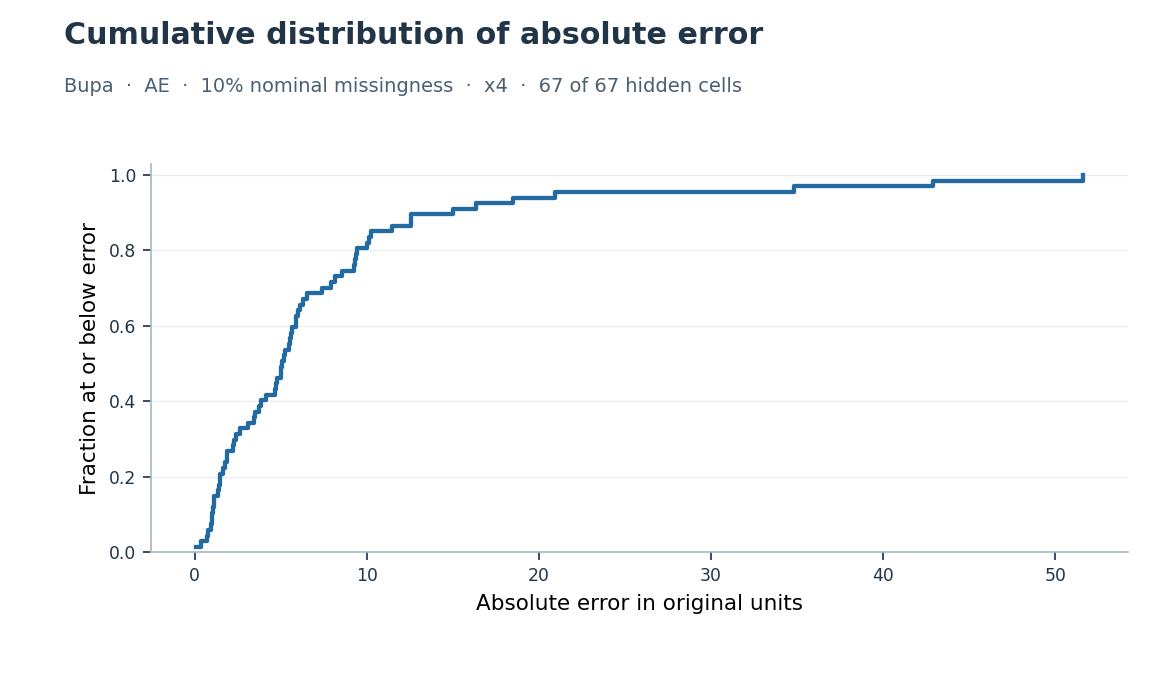 Cumulative distribution of absolute error
Bupa · AE · 10% nominal missingness · x4 · 67 of 67 hidden cells
Fraction at or below error
1.0
0.8
0.6
0.4
0.2
0.0
0 10 20 30 40 50
Absolute error in original units